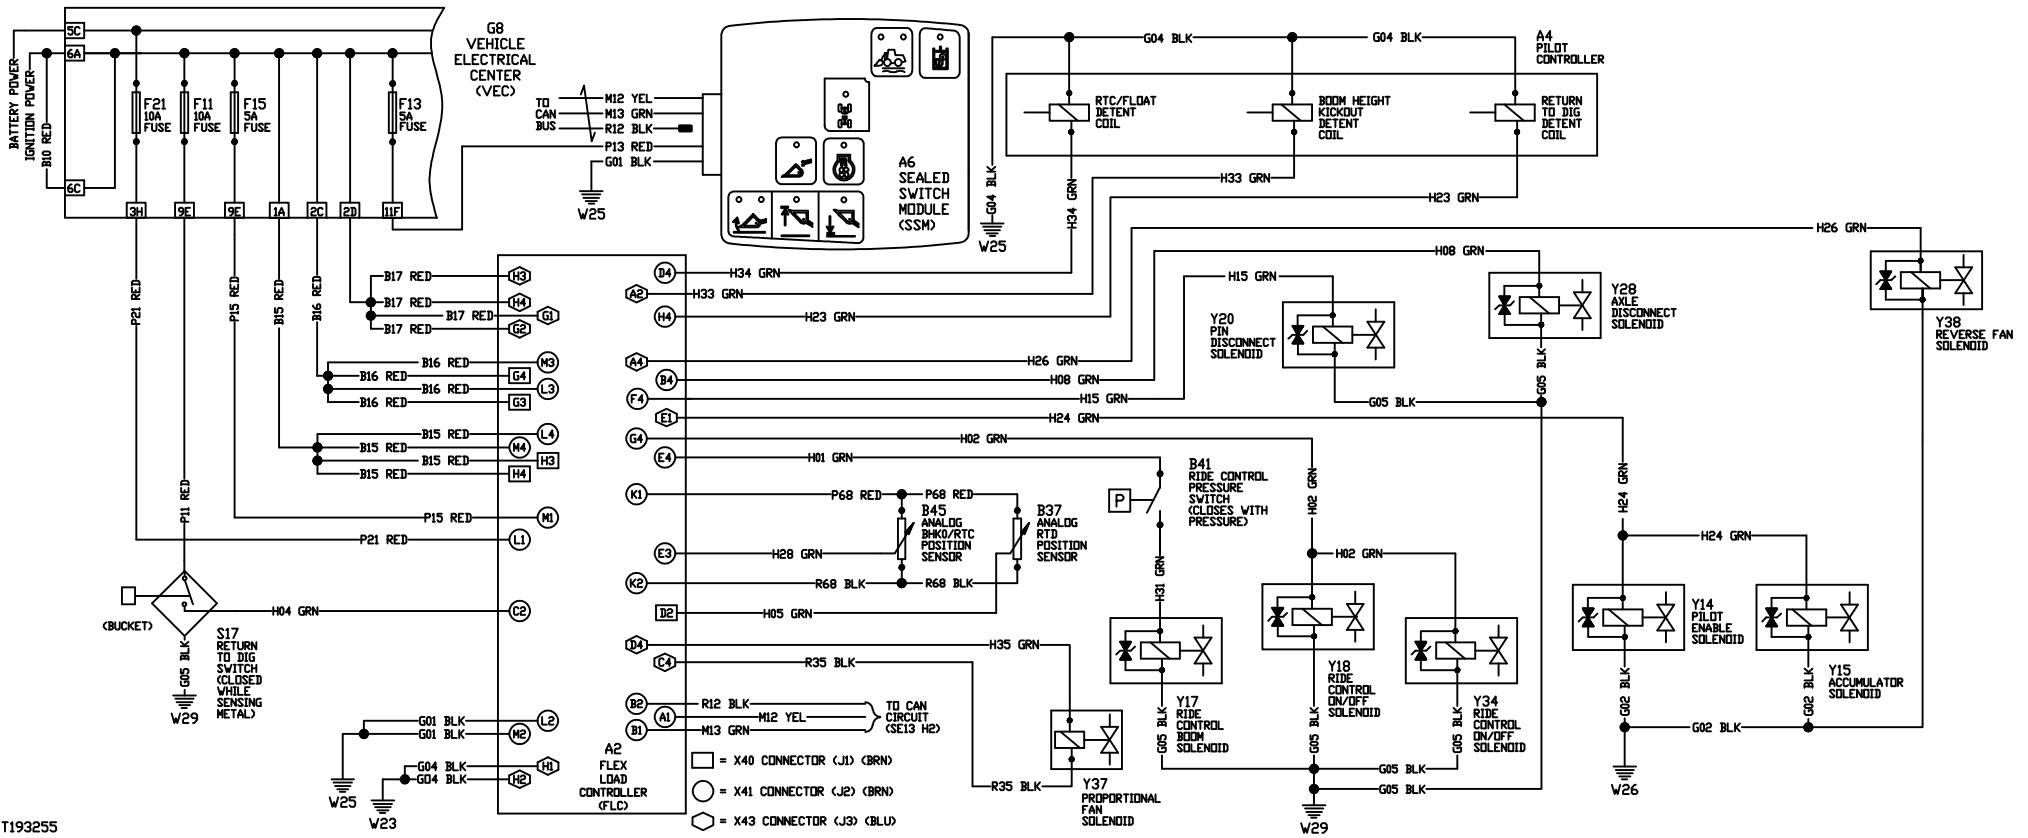 BATTERY POWER
IGNITION POWER
B10 RED
5C
6A
6C
F21
10A
FUSE
F11
10A
FUSE
F15
5A
FUSE
F13
5A
FUSE
3H
9E
9E
1A
2C
2D
11F
G8
VEHICLE
ELECTRICAL
CENTER
(VEC)
TO
CAN
BUS
M12 YEL
M13 GRN
R12 BLK
P13 RED
G01 BLK
W25
A6
SEALED
SWITCH
MODULE
(SSM)
G04 BLK
G04 BLK
G04 BLK
W25
A4
PILOT
CONTROLLER
RTC/FLOAT
DETENT
COIL
BOOM HEIGHT
KICKOUT
DETENT
COIL
RETURN
TO DIG
DETENT
COIL
H34 GRN
H33 GRN
H23 GRN
H26 GRN
H08 GRN
H15 GRN
P21 RED
P15 RED
B15 RED
B16 RED
P11 RED
B17 RED
H3
B17 RED
H4
B17 RED
G1
B17 RED
G2
B16 RED
M3
B16 RED
G4
B16 RED
L3
B16 RED
G3
B15 RED
L4
B15 RED
M4
B15 RED
H3
B15 RED
H4
P15 RED
M1
P21 RED
L1
H04 GRN
C2
(BUCKET)
G05 BLK
W29
S17
RETURN
TO DIG
SWITCH
(CLOSED
WHILE
SENSING
METAL)
G01 BLK
L2
G01 BLK
M2
W25
G04 BLK
H1
G04 BLK
H2
W23
A2
FLEX
LOAD
CONTROLLER
(FLC)
D4
H34 GRN
A2
H33 GRN
H4
H23 GRN
A4
H26 GRN
B4
H08 GRN
F4
H15 GRN
E1
H24 GRN
G4
H02 GRN
E4
H01 GRN
K1
P68 RED
P68 RED
E3
H28 GRN
K2
R68 BLK
R68 BLK
D2
H05 GRN
D4
H35 GRN
C4
R35 BLK
B2
R12 BLK
A1
M12 YEL
B1
M13 GRN
TO CAN
CIRCUIT
(SE13 H2)
= X40 CONNECTOR (J1) (BRN)
= X41 CONNECTOR (J2) (BRN)
= X43 CONNECTOR (J3) (BLU)
B45
ANALOG
BHKO/RTC
POSITION
SENSOR
B37
ANALOG
RTD
POSITION
SENSOR
P
B41
RIDE CONTROL
PRESSURE
SWITCH
(CLOSES WITH
PRESSURE)
H31 GRN
Y20
PIN
DISCONNECT
SOLENOID
G05 BLK
Y28
AXLE
DISCONNECT
SOLENOID
G05 BLK
Y38
REVERSE FAN
SOLENOID
H02 GRN
H02 GRN
H24 GRN
H24 GRN
Y17
RIDE
CONTROL
BOOM
SOLENOID
G05 BLK
Y18
RIDE
CONTROL
ON/OFF
SOLENOID
G05 BLK
Y34
RIDE
CONTROL
ON/OFF
SOLENOID
G05 BLK
G05 BLK
G05 BLK
W29
R35 BLK
Y37
PROPORTIONAL
FAN
SOLENOID
Y14
PILOT
ENABLE
SOLENOID
G02 BLK
Y15
ACCUMULATOR
SOLENOID
G02 BLK
G02 BLK
W26
T193255